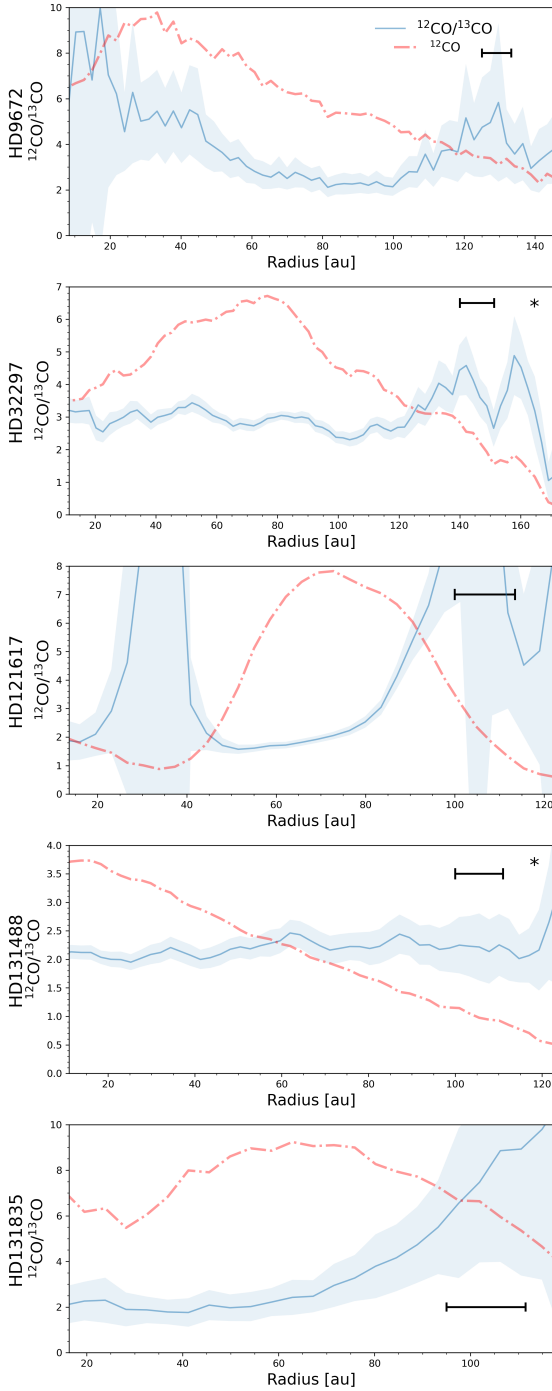 ¹²CO/¹³CO
¹²CO
HD9672
¹²CO/¹³CO
10
8
6
4
2
0
20 40 60 80 100 120 140
Radius [au]
*
HD32297
¹²CO/¹³CO
7
6
5
4
3
2
1
0
20 40 60 80 100 120 140 160
Radius [au]
HD121617
¹²CO/¹³CO
8
7
6
5
4
3
2
1
0
20 40 60 80 100 120
Radius [au]
*
HD131488
¹²CO/¹³CO
4.0
3.5
3.0
2.5
2.0
1.5
1.0
0.5
0.0
20 40 60 80 100 120
Radius [au]
HD131835
¹²CO/¹³CO
10
8
6
4
2
0
20 40 60 80 100
Radius [au]